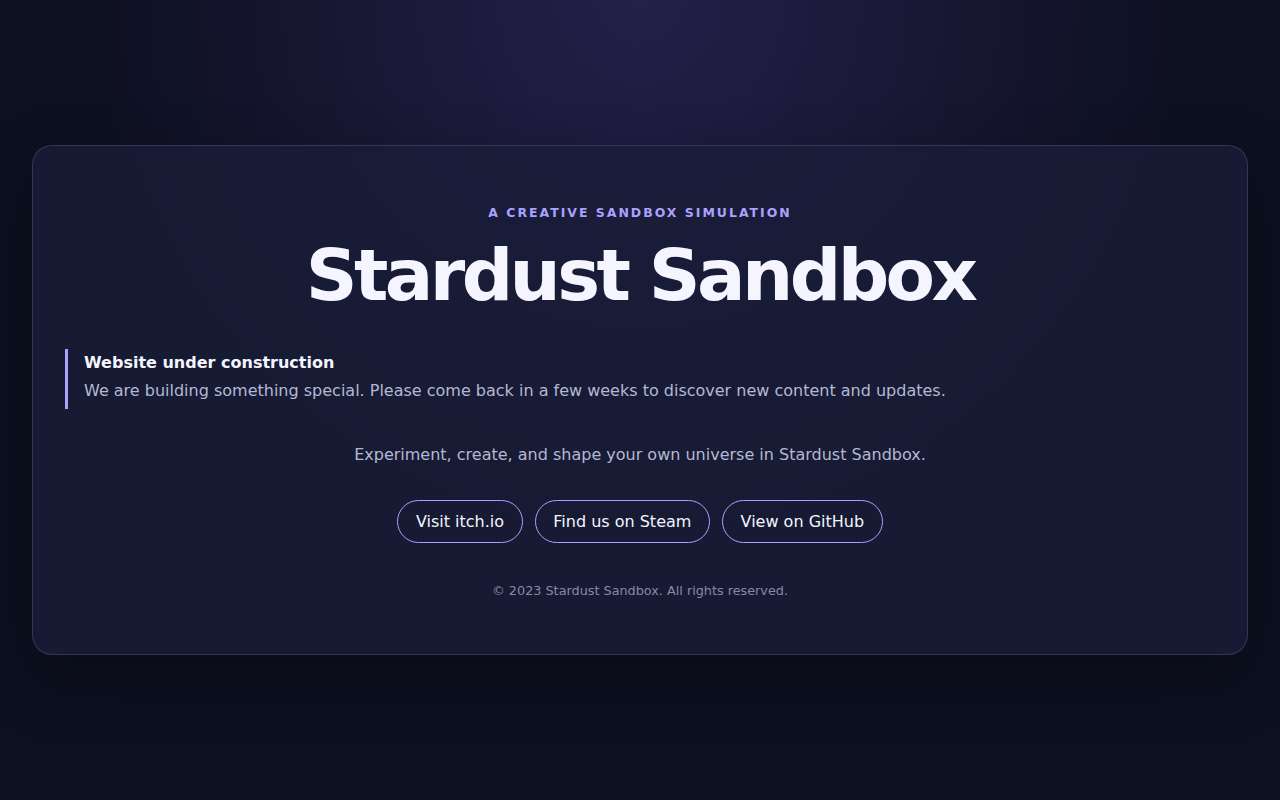 A CREATIVE SANDBOX SIMULATION
Stardust Sandbox
Website under construction
We are building something special. Please come back in a few weeks to discover new content and updates.
Experiment, create, and shape your own universe in Stardust Sandbox.
Visit itch.io
Find us on Steam
View on GitHub
© 2023 Stardust Sandbox. All rights reserved.